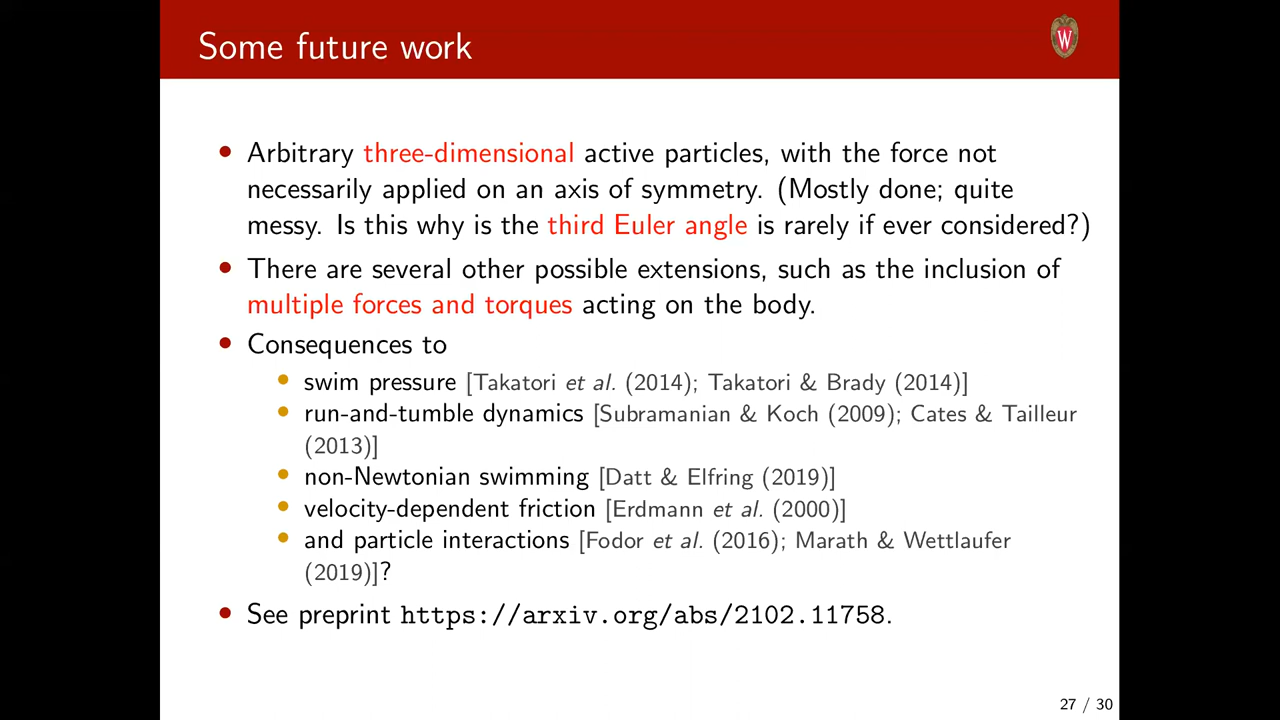 Some future work
W
• Arbitrary three-dimensional active particles, with the force not
necessarily applied on an axis of symmetry. (Mostly done; quite
messy. Is this why is the third Euler angle is rarely if ever considered?)
• There are several other possible extensions, such as the inclusion of
multiple forces and torques acting on the body.
• Consequences to
• swim pressure [Takatori et al. (2014); Takatori & Brady (2014)]
• run-and-tumble dynamics [Subramanian & Koch (2009); Cates & Tailleur
(2013)]
• non-Newtonian swimming [Datt & Elfring (2019)]
• velocity-dependent friction [Erdmann et al. (2000)]
• and particle interactions [Fodor et al. (2016); Marath & Wettlaufer
(2019)]?
• See preprint https://arxiv.org/abs/2102.11758.
27 / 30